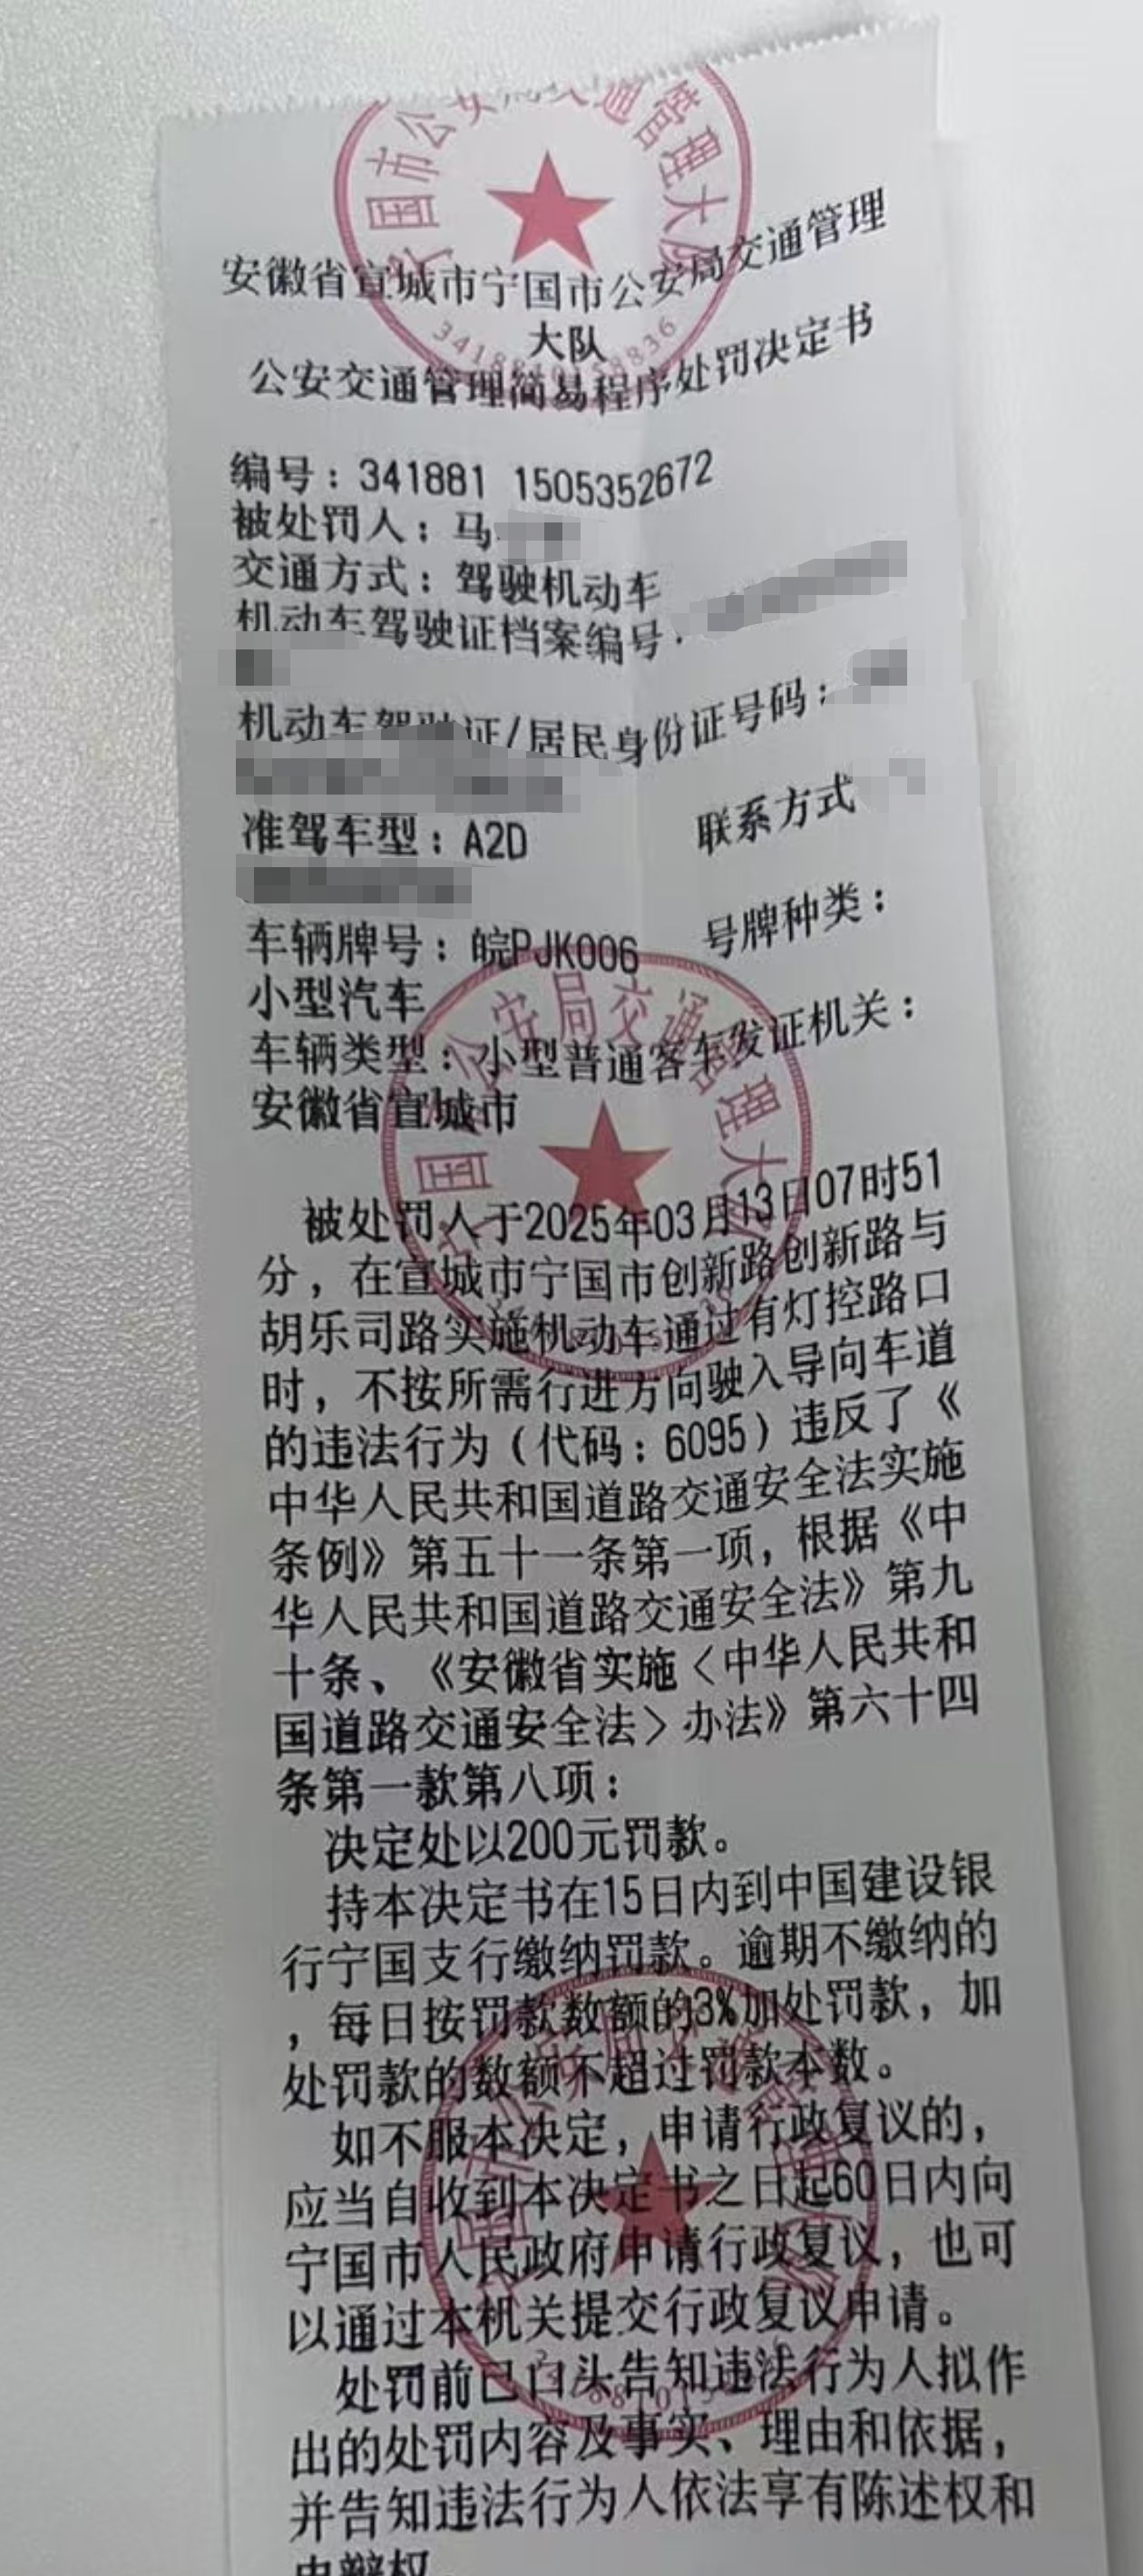 安徽省宣城市宁国市公安局交通管理
大队
公安交通管理简易程序处罚决定书
编号：341881 1505352672
被处罚人：马
交通方式：驾驶机动车
机动车驾驶证档案编号
机动车驾驶证/居民身份证号码：
准驾车型：A2D 联系方式
车辆牌号：皖PJK006 号牌种类：
小型汽车
车辆类型：小型普通客车发证机关：
安徽省宣城市
被处罚人于2025年03月13日07时51
分，在宣城市宁国市创新路创新路与
胡乐司路实施机动车通过有灯控路口
时，不按所需行进方向驶入导向车道
的违法行为（代码：6095）违反了《
中华人民共和国道路交通安全法实施
条例》第五十一条第一项，根据《中
华人民共和国道路交通安全法》第九
十条、《安徽省实施〈中华人民共和
国道路交通安全法〉办法》第六十四
条第一款第八项：
决定处以200元罚款。
持本决定书在15日内到中国建设银
行宁国支行缴纳罚款。逾期不缴纳的
，每日按罚款数额的3%加处罚款，加
处罚款的数额不超过罚款本数。
如不服本决定，申请行政复议的，
应当自收到本决定书之日起60日内向
宁国市人民政府申请行政复议，也可
以通过本机关提交行政复议申请。
处罚前已口头告知违法行为人拟作
出的处罚内容及事实、理由和依据，
并告知违法行为人依法享有陈述权和
申辩权